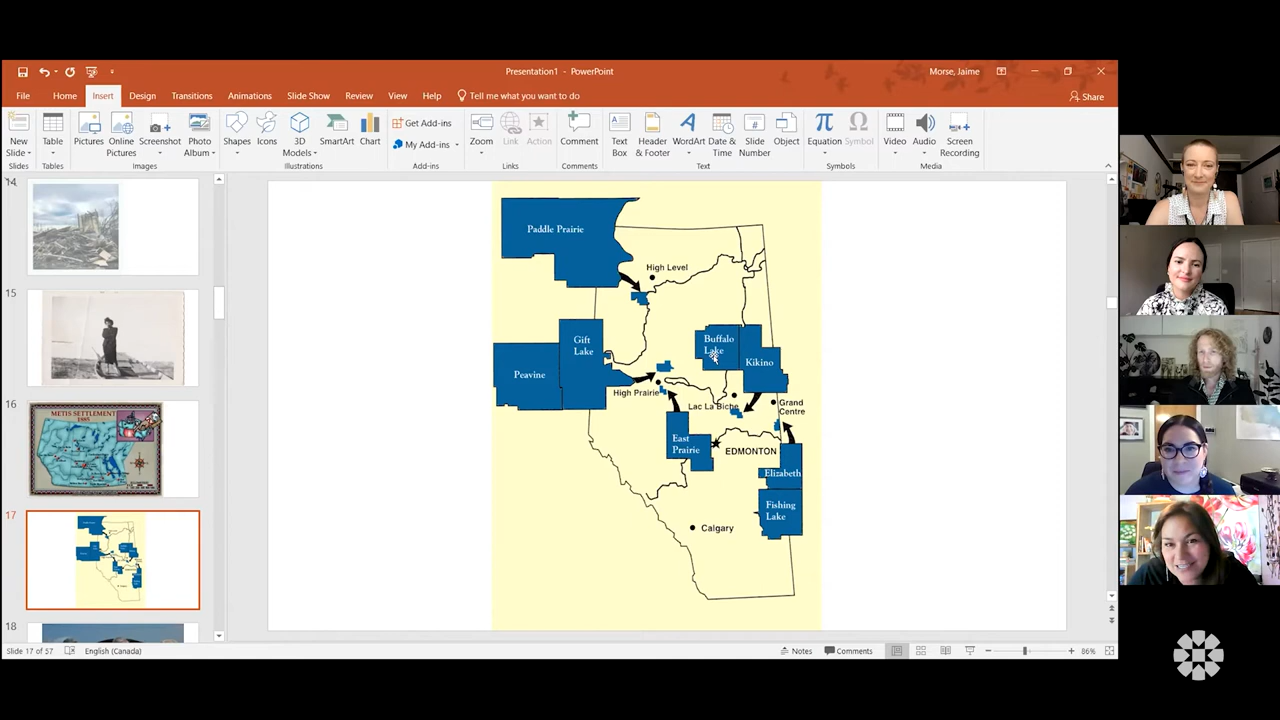 Presentation1 - PowerPoint
Morse, Jaime
File Home Insert Design Transitions Animations Slide Show Review View Help Tell me what you want to do
Share
New Slide
Table
Pictures
Online Pictures
Screenshot
Photo Album
Shapes
Icons
3D Models
SmartArt
Chart
Get Add-ins
My Add-ins
Zoom
Link
Action
Comment
Text Box
Header & Footer
WordArt
Date & Time
Slide Number
Object
Equation
Symbol
Video
Audio
Screen Recording
Slides Tables Images Illustrations Add-ins Links Comments Text Symbols Media
14
15
16
METIS SETTLEMENT
1985
17
18
Paddle Prairie
High Level
Gift
Lake
Peavine
Buffalo
Lake
Kikino
High Prairie
Lac La Biche
Grand
Centre
East
Prairie
EDMONTON
Elizabeth
Fishing
Lake
Calgary
Slide 17 of 57 English (Canada)
Notes Comments 86%